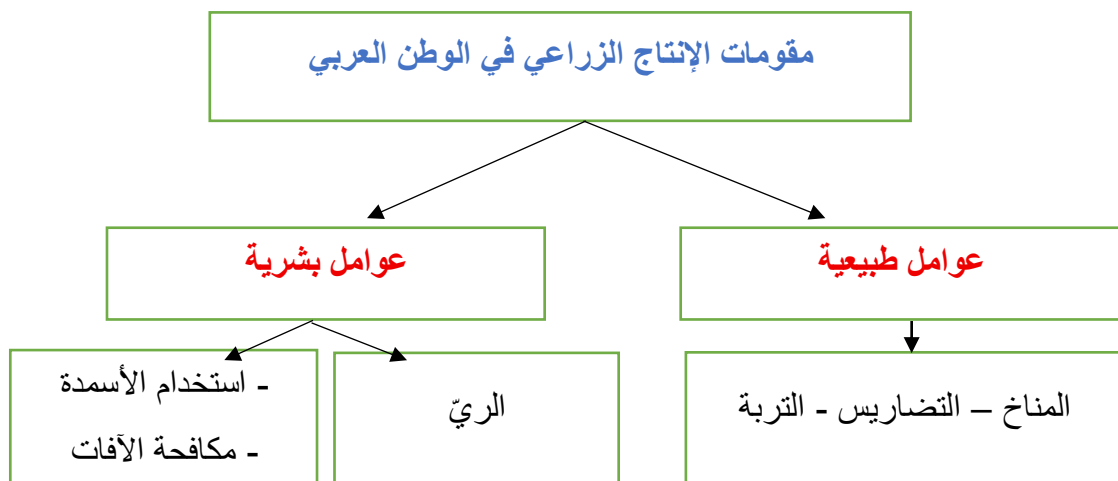 مقومات الإنتاج الزراعي في الوطن العربي
عوامل طبيعية
عوامل بشرية
المناخ – التضاريس - التربة
الريّ
- استخدام الأسمدة
- مكافحة الآفات